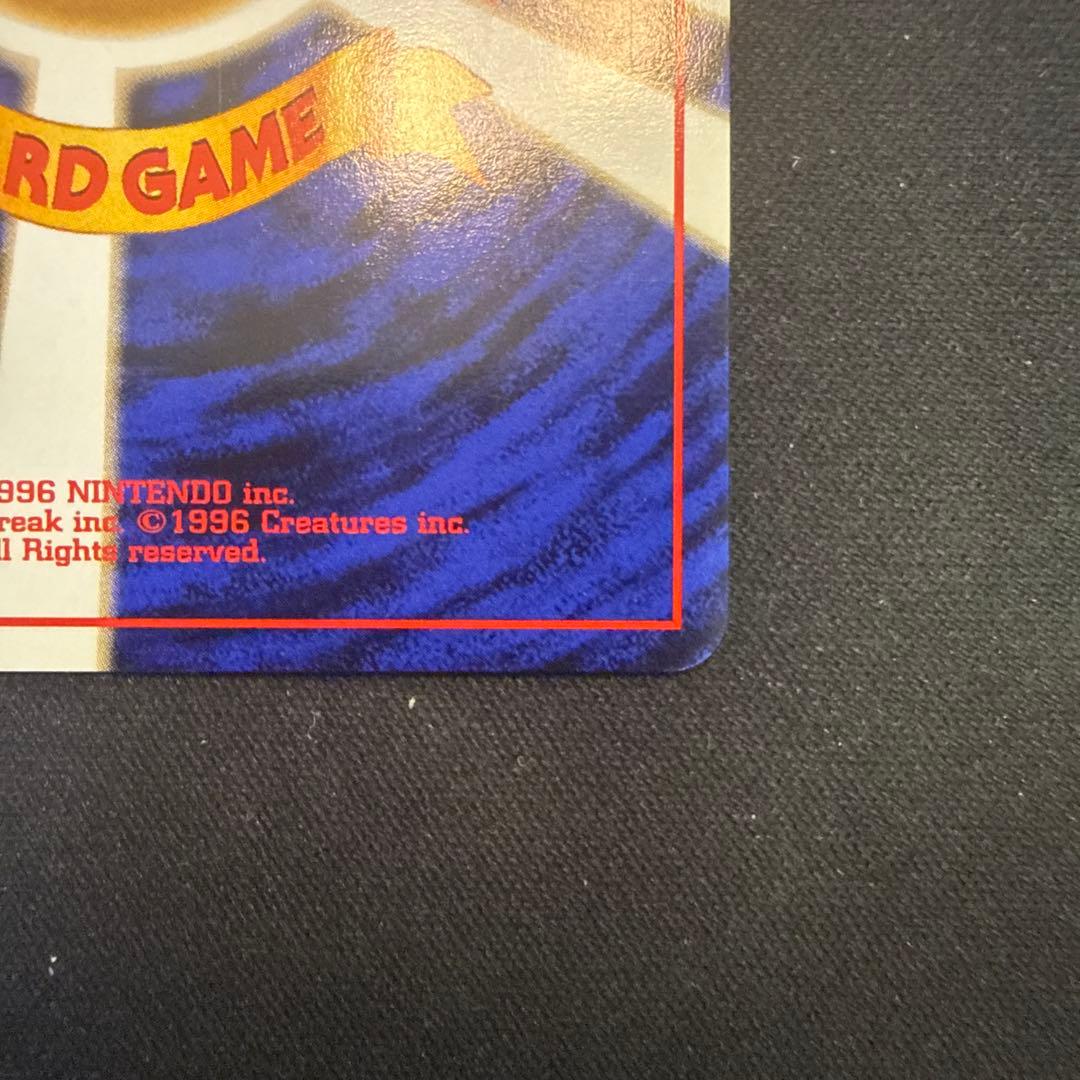 RD GAME
996 NINTENDO inc.
reak inc. ©1996 Creatures inc.
ll Rights reserved.